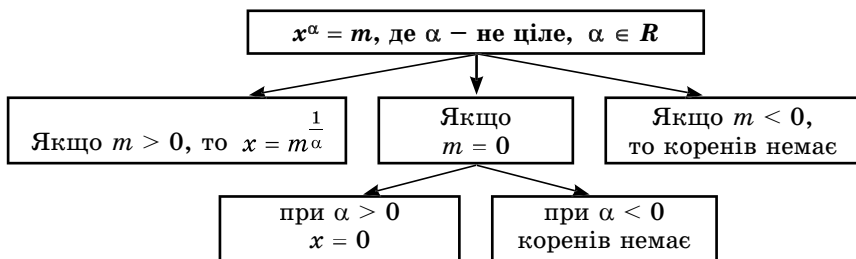 x^α = m, де α – не ціле, α ∈ R
Якщо m > 0, то x = m^(1/α)
Якщо
m = 0
Якщо m < 0,
то коренів немає
при α > 0
x = 0
при α < 0
коренів немає